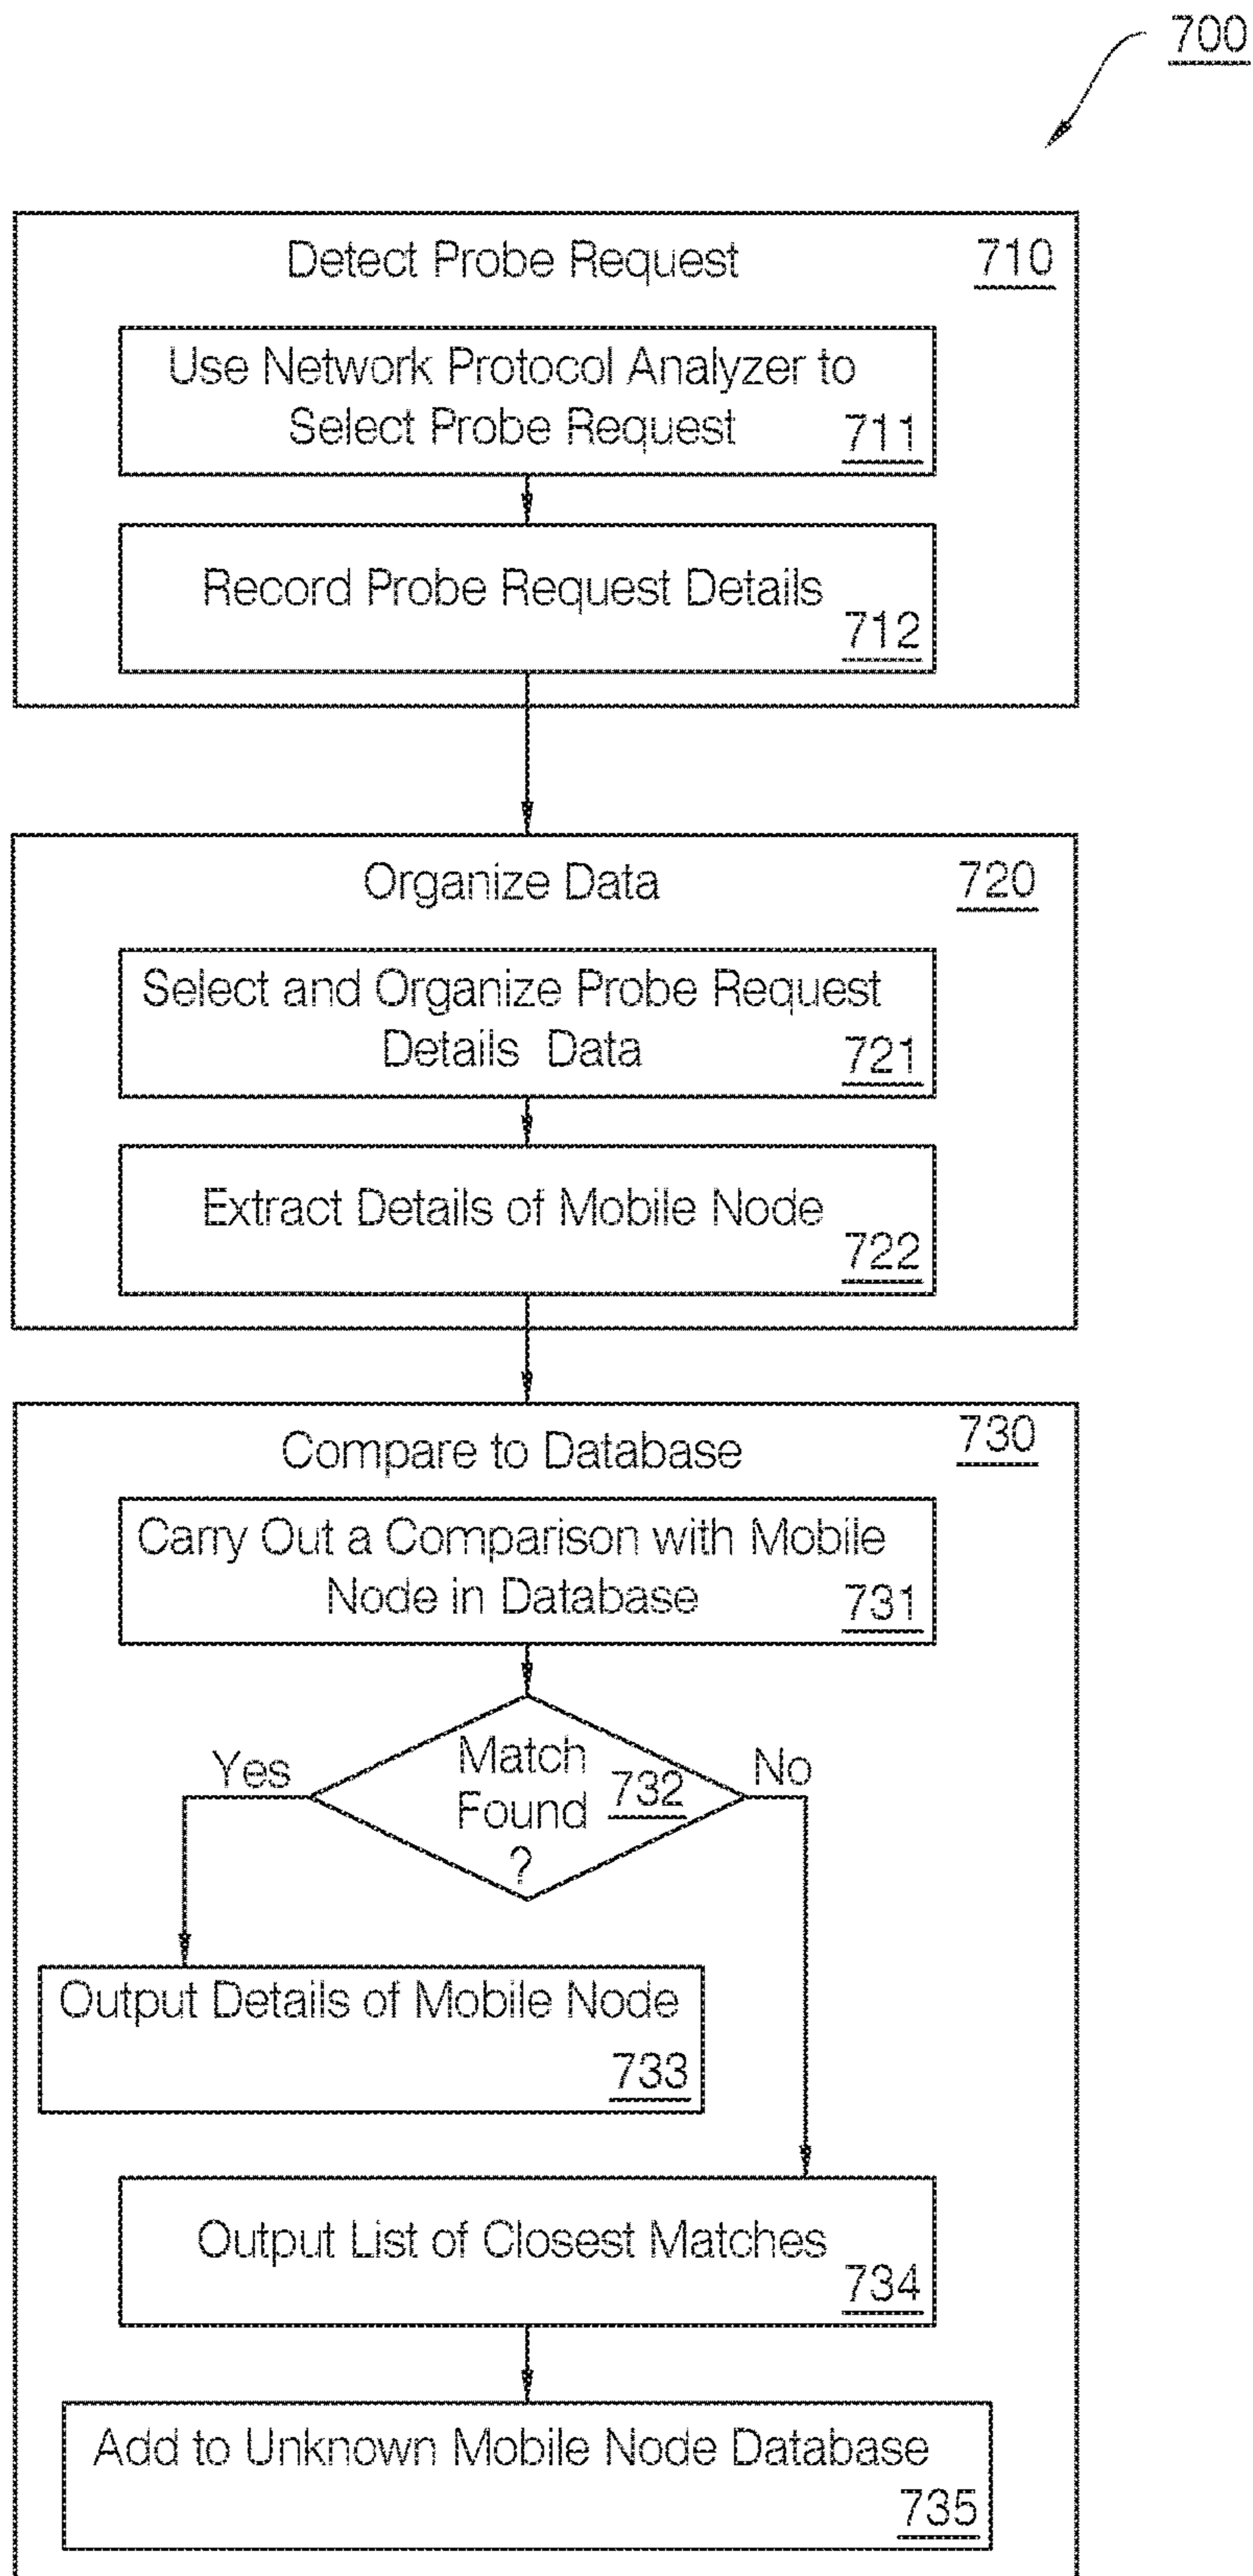 700
Detect Probe Request 710
Use Network Protocol Analyzer to
Select Probe Request 711
Record Probe Request Details
712
Organize Data 720
Select and Organize Probe Request
Details Data 721
Extract Details of Mobile Node
722
Compare to Database 730
Carry Out a Comparison with Mobile
Node in Database 731
Yes
Match
Found 732
?
No
Output Details of Mobile Node
733
Output List of Closest Matches
734
Add to Unknown Mobile Node Database
735